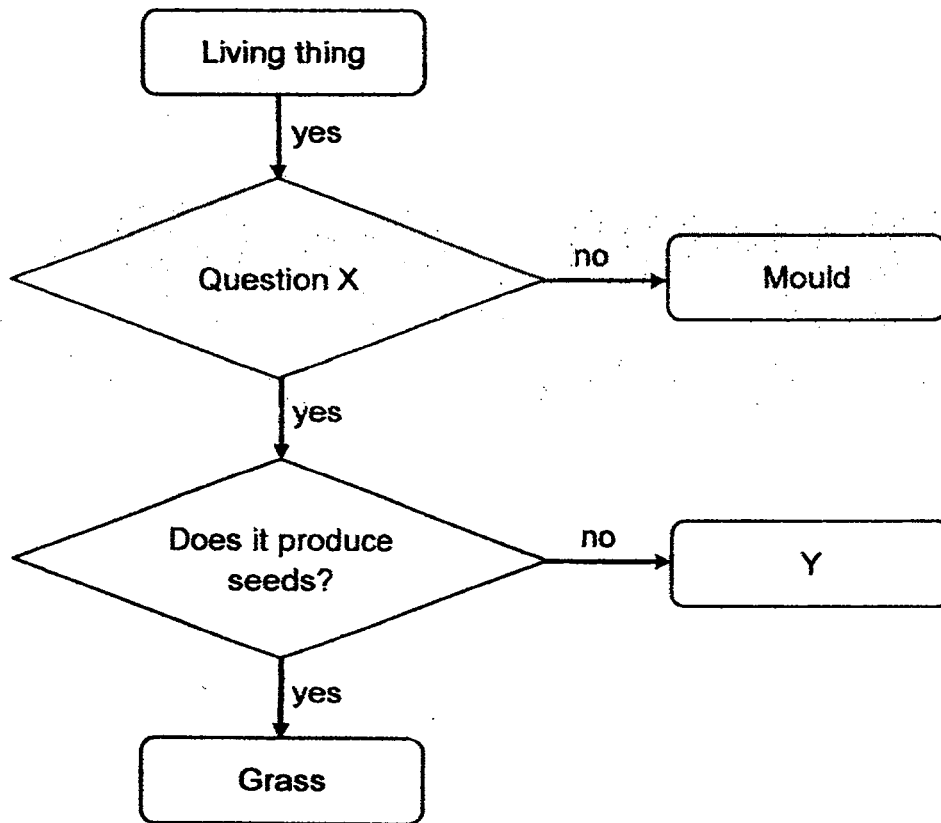 Living thing
yes
Question X
no
Mould
yes
Does it produce
seeds?
no
Y
yes
Grass